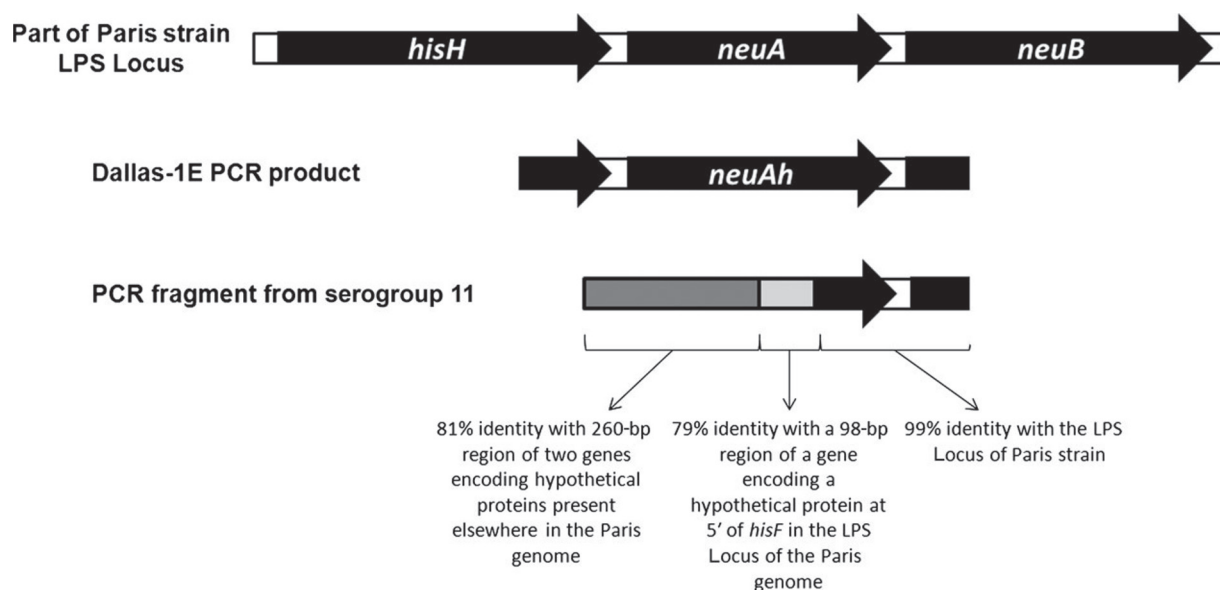 Part of Paris strain
LPS Locus
hisH
neuA
neuB
Dallas-1E PCR product
neuAh
PCR fragment from serogroup 11
81% identity with 260-bp
region of two genes
encoding hypothetical
proteins present
elsewhere in the Paris
genome
79% identity with a 98-bp
region of a gene
encoding a
hypothetical protein at
5′ of hisF in the LPS
Locus of the Paris
genome
99% identity with the LPS
Locus of Paris strain